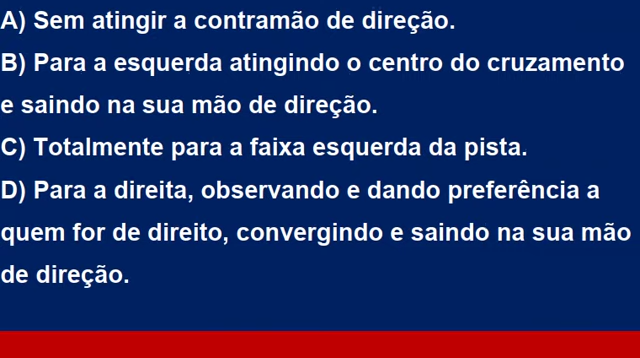 A) Sem atingir a contramão de direção.
B) Para a esquerda atingindo o centro do cruzamento
e saindo na sua mão de direção.
C) Totalmente para a faixa esquerda da pista.
D) Para a direita, observando e dando preferência a
quem for de direito, convergindo e saindo na sua mão
de direção.